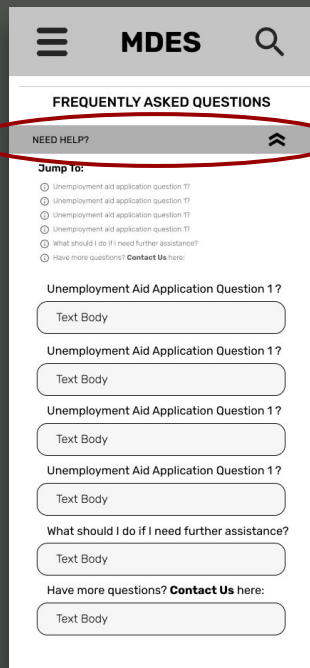 MDES
FREQUENTLY ASKED QUESTIONS
NEED HELP?
Jump To:
Unemployment aid application question 1?
Unemployment aid application question 1?
Unemployment aid application question 1?
Unemployment aid application question 1?
What should I do if I need further assistance?
Have more questions? Contact Us here:
Unemployment Aid Application Question 1 ?
Text Body
Unemployment Aid Application Question 1 ?
Text Body
Unemployment Aid Application Question 1 ?
Text Body
Unemployment Aid Application Question 1 ?
Text Body
What should I do if I need further assistance?
Text Body
Have more questions? Contact Us here:
Text Body